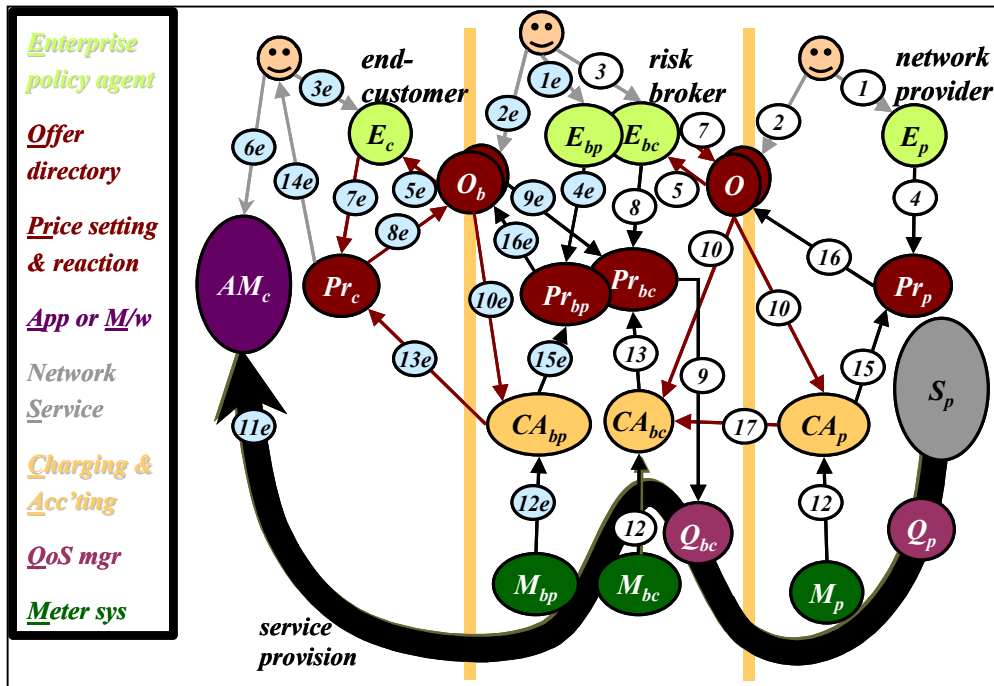 Enterprise
policy agent
Offer
directory
Price setting
& reaction
App or M/w
Network
Service
Charging &
Acc'ting
QoS mgr
Meter sys
end-
customer
risk
broker
network
provider
3e
1e
3
1
2e
2
6e
14e
Ec
Ebp
Ebc
7
Ep
7e
5e
Ob
9e
4e
5
O
8e
16e
8
4
10
16
AMc
Prc
Prbp
Prbc
Prp
10e
10
13e
15e
13
9
15
11e
CAbp
CAbc
17
CAp
Sp
12e
12
12
Qbc
Qp
Mbp
Mbc
Mp
service
provision